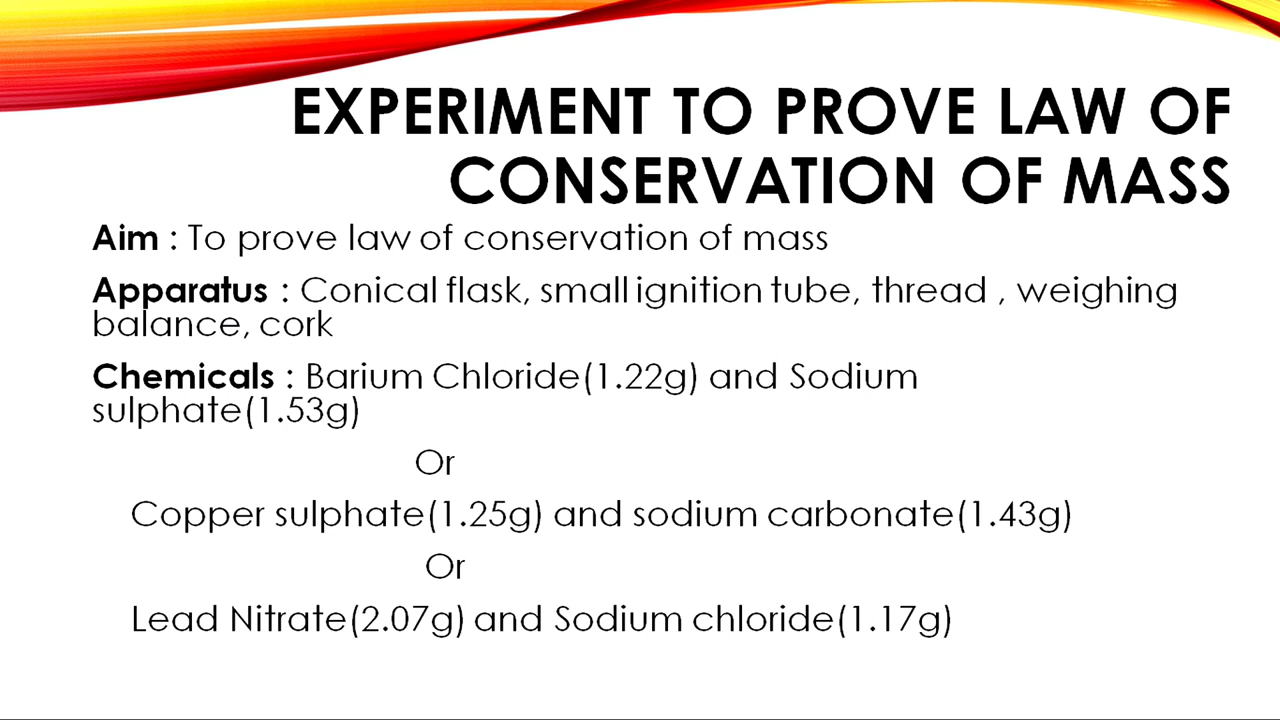 EXPERIMENT TO PROVE LAW OF
CONSERVATION OF MASS
Aim : To prove law of conservation of mass
Apparatus : Conical flask, small ignition tube, thread , weighing
balance, cork
Chemicals : Barium Chloride(1.22g) and Sodium
sulphate(1.53g)
Or
Copper sulphate(1.25g) and sodium carbonate(1.43g)
Or
Lead Nitrate(2.07g) and Sodium chloride(1.17g)